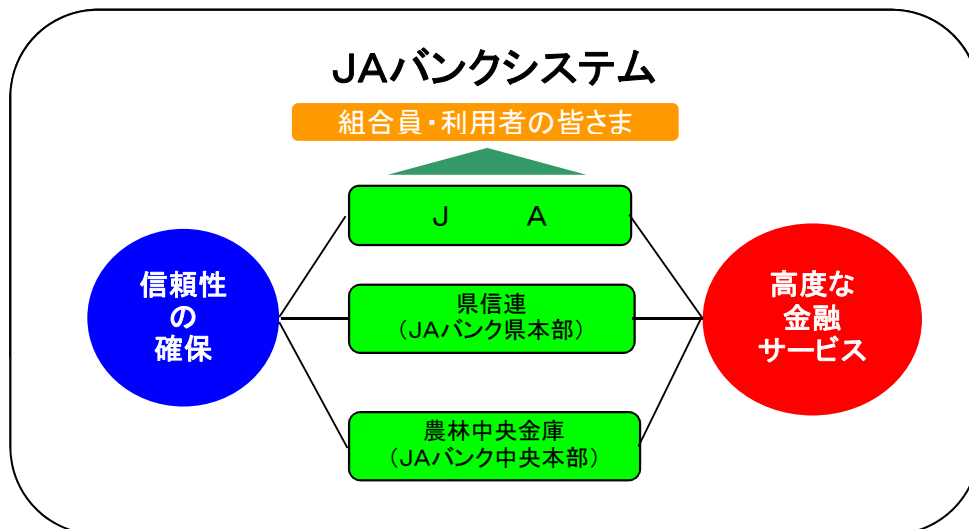 JAバンクシステム
組合員・利用者の皆さま
J A
信頼性
の
確保
県信連
（JAバンク県本部）
高度な
金融
サービス
農林中央金庫
（JAバンク中央本部）